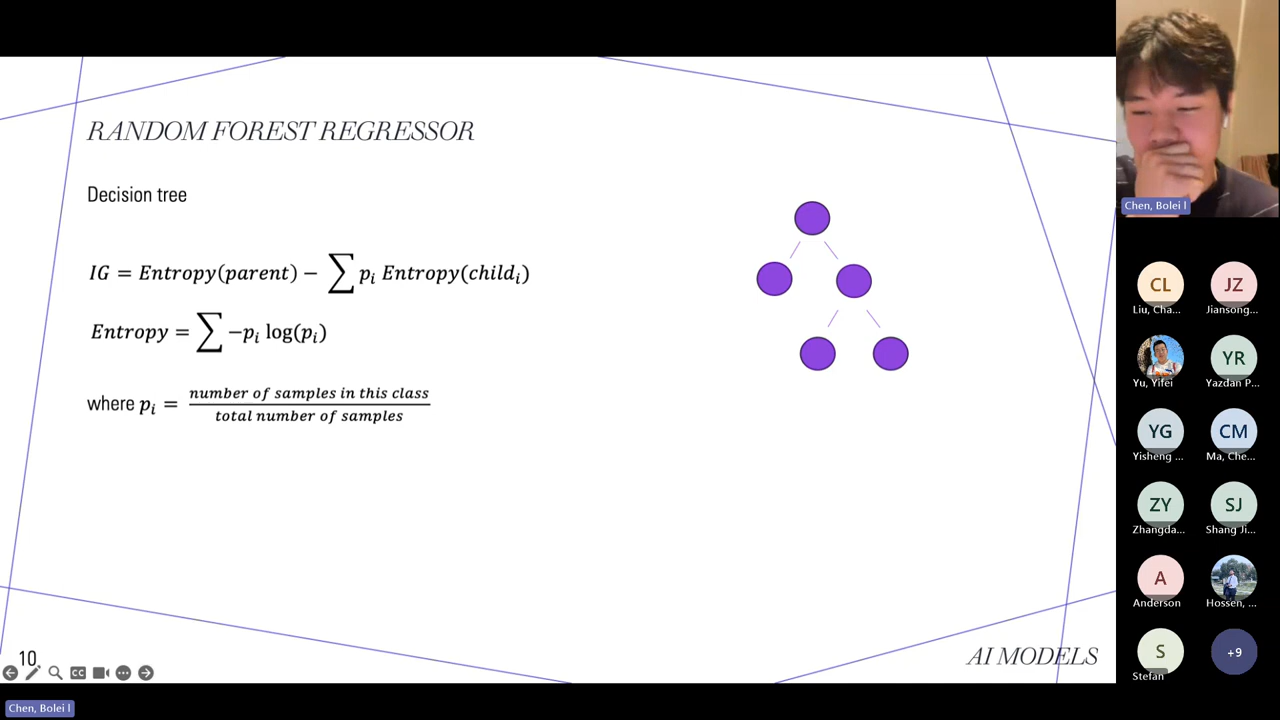 RANDOM FOREST REGRESSOR
Decision tree
IG = Entropy(parent) − ∑ pᵢ Entropy(childᵢ)
Entropy = ∑ −pᵢ log(pᵢ)
where pᵢ = number of samples in this class / total number of samples
10
AI MODELS
CC
Chen, Bolei l
Chen, Bolei l
CL
JZ
Liu, Cha...
Jiansong...
YR
Yu, Yifei
Yazdan P...
YG
CM
Yisheng ...
Ma, Che...
ZY
SJ
Zhangda...
Shang Ji...
A
Anderson
Hossen, ...
S
+9
Stefan